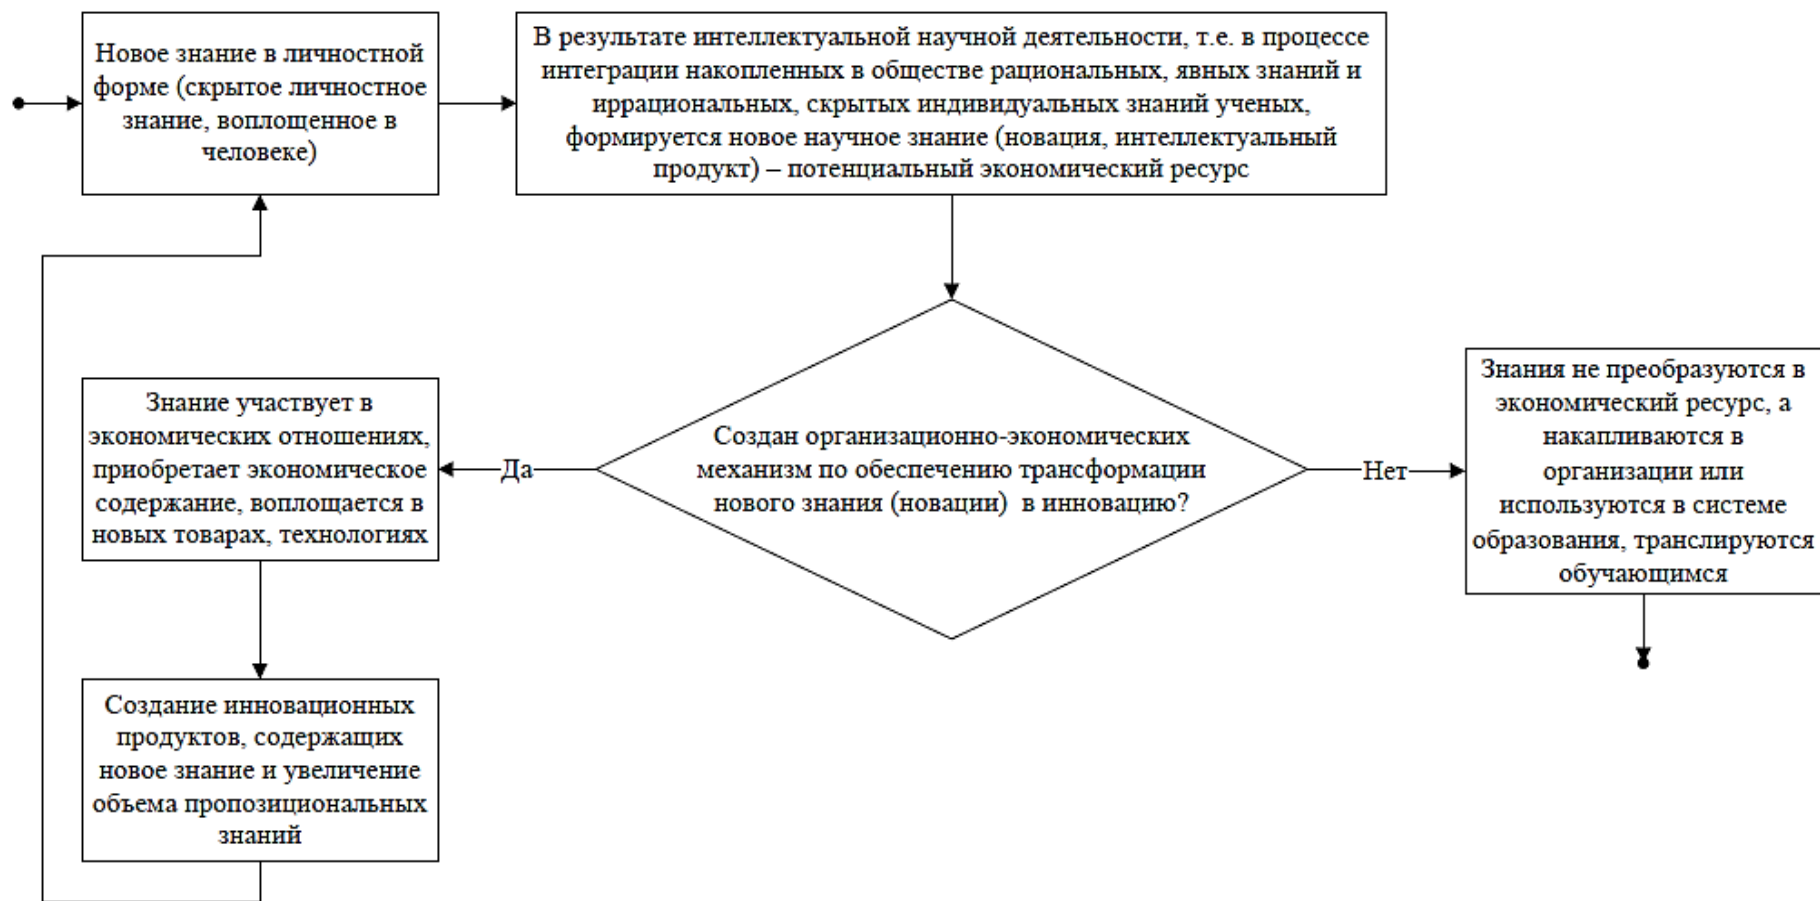 Новое знание в личностной
форме (скрытое личностное
знание, воплощенное в
человеке)
В результате интеллектуальной научной деятельности, т.е. в процессе
интеграции накопленных в обществе рациональных, явных знаний и
иррациональных, скрытых индивидуальных знаний ученых,
формируется новое научное знание (новация, интеллектуальный
продукт) – потенциальный экономический ресурс
Создан организационно-экономических
механизм по обеспечению трансформации
нового знания (новации) в инновацию?
Да
Нет
Знание участвует в
экономических отношениях,
приобретает экономическое
содержание, воплощается в
новых товарах, технологиях
Знания не преобразуются в
экономический ресурс, а
накапливаются в
организации или
используются в системе
образования, транслируются
обучающимся
Создание инновационных
продуктов, содержащих
новое знание и увеличение
объема пропозициональных
знаний